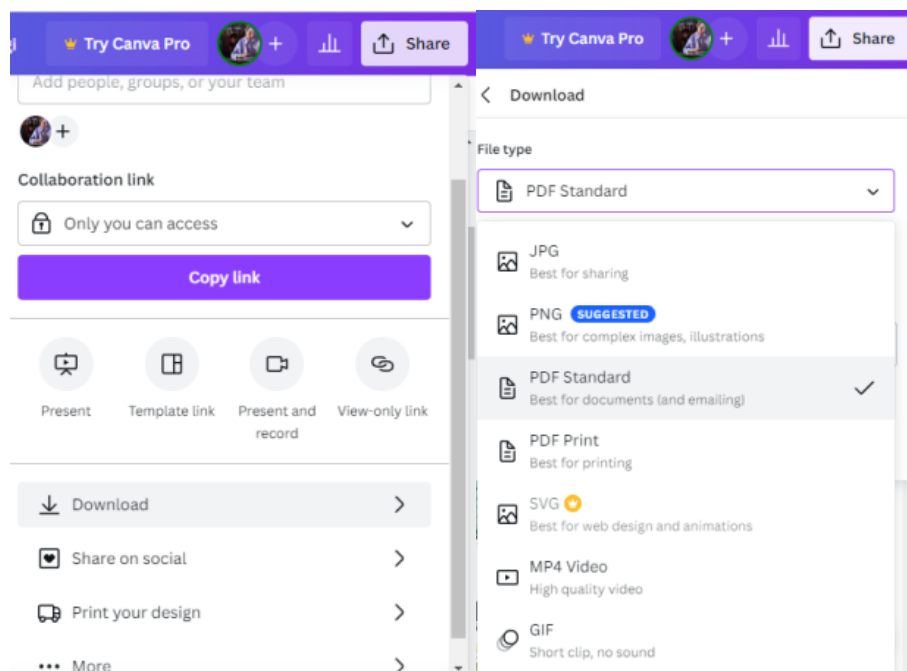 Try Canva Pro
Share
Add people, groups, or your team
Collaboration link
Only you can access
Copy link
Present
Template link
Present and
record
View-only link
Download
Share on social
Print your design
More
Try Canva Pro
Share
Download
File type
PDF Standard
JPG
Best for sharing
PNG SUGGESTED
Best for complex images, illustrations
PDF Standard
Best for documents (and emailing)
PDF Print
Best for printing
SVG
Best for web design and animations
MP4 Video
High quality video
GIF
Short clip, no sound